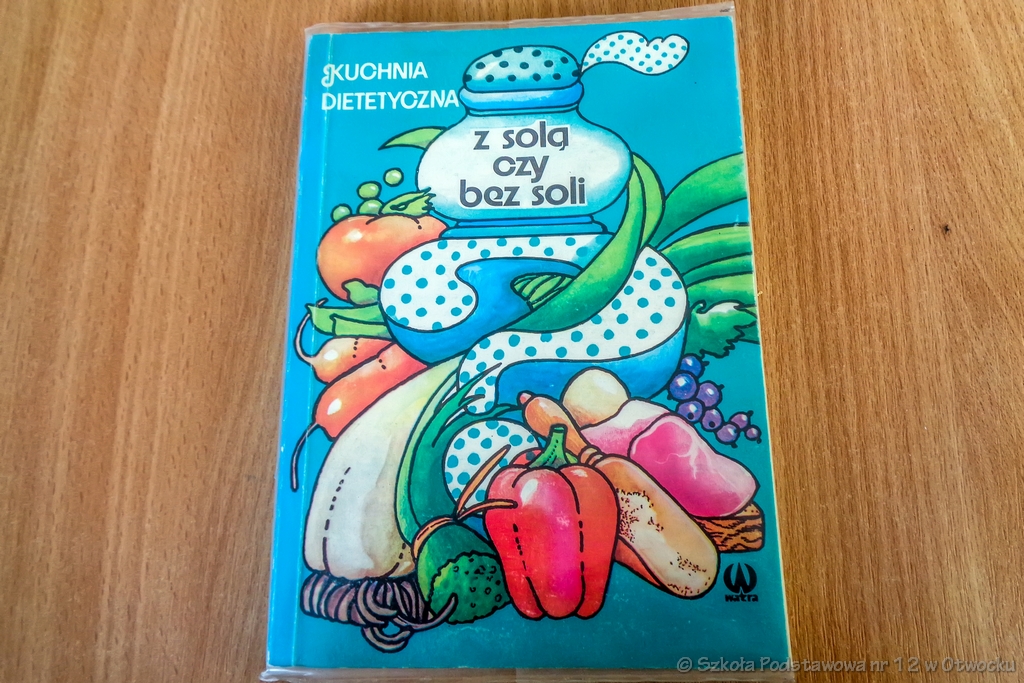 KUCHNIA
DIETETYCZNA
z solą
czy
bez soli
watra
© Szkoła Podstawowa nr 12 w Otwocku